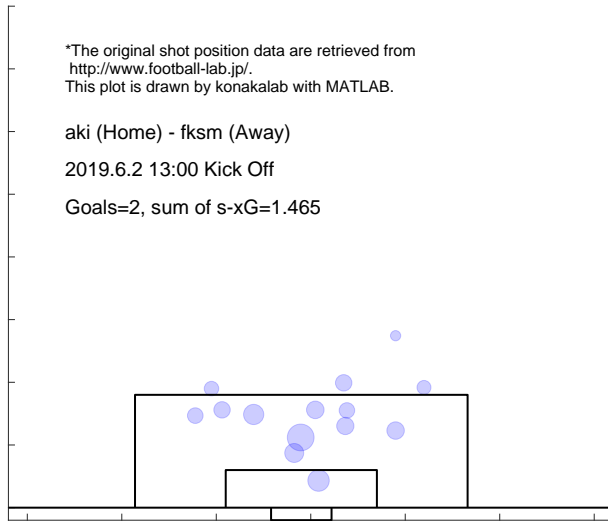 *The original shot position data are retrieved from
http://www.football-lab.jp/.
This plot is drawn by konakalab with MATLAB.
aki (Home) - fksm (Away)
2019.6.2 13:00 Kick Off
Goals=2, sum of s-xG=1.465